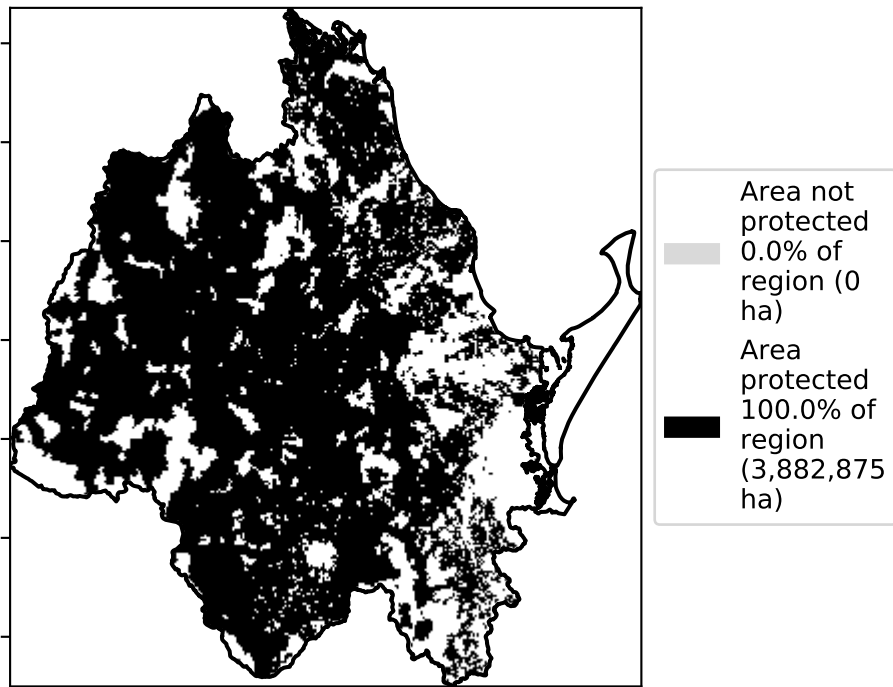 Area not
protected
0.0% of
region (0
ha)
Area
protected
100.0% of
region
(3,882,875
ha)